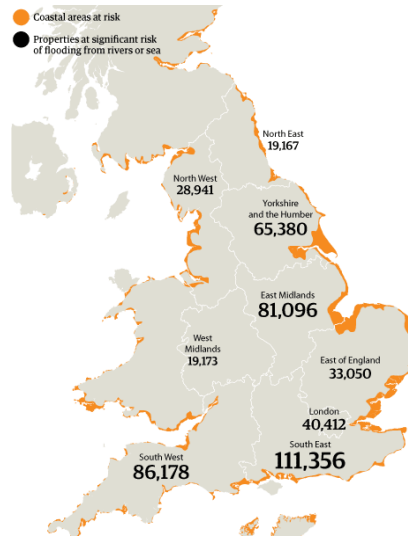 Coastal areas at risk
Properties at significant risk
of flooding from rivers or sea
North East
19,167
North West
28,941
Yorkshire
and the Humber
65,380
East Midlands
81,096
West
Midlands
19,173
East of England
33,050
London
40,412
South East
111,356
South West
86,178